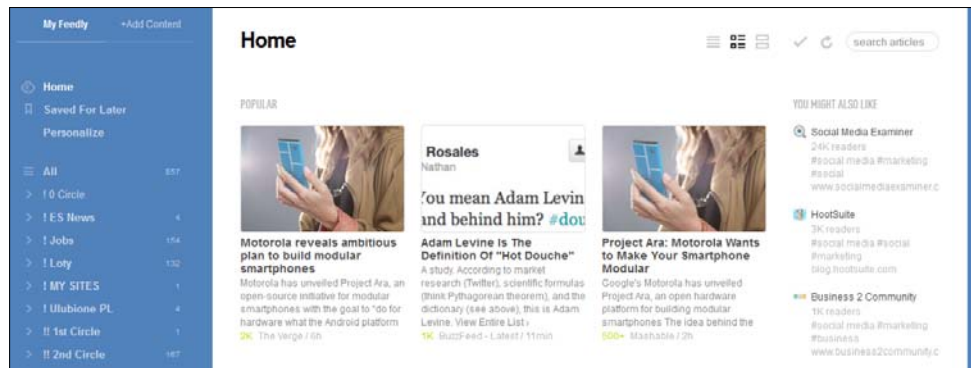 My Feedly +Add Content
Home
Saved For Later
Personalize
All 557
> ! 0 Circle
> ! ES News 4
> ! Jobs 154
> ! Loty 132
> ! MY SITES 1
> ! Ulubione PL 4
> !! 1st Circle 1
> !! 2nd Circle 167
Home
search articles
POPULAR
Motorola reveals ambitious
plan to build modular
smartphones
Motorola has unveiled Project Ara, an
open-source initiative for modular
smartphones with the goal to "do for
hardware what the Android platform
2K The Verge / 6h
Rosales
Nathan
You mean Adam Levin
and behind him? #dou
Adam Levine Is The
Definition Of "Hot Douche"
A study. According to market
research (Twitter), scientific formulas
(think Pythagorean theorem), and the
dictionary (see above), this is Adam
Levine. View Entire List ›
1K BuzzFeed - Latest / 11min
Project Ara: Motorola Wants
to Make Your Smartphone
Modular
Google's Motorola has unveiled
Project Ara, an open hardware
platform for building modular
smartphones The idea behind the
500+ Mashable / 2h
YOU MIGHT ALSO LIKE
Social Media Examiner
24K readers
#social media #marketing
#social
www.socialmediaexaminer.c
HootSuite
3K readers
#social media #social
#marketing
blog.hootsuite.com
Business 2 Community
1K readers
#social media #marketing
#business
www.business2community.c